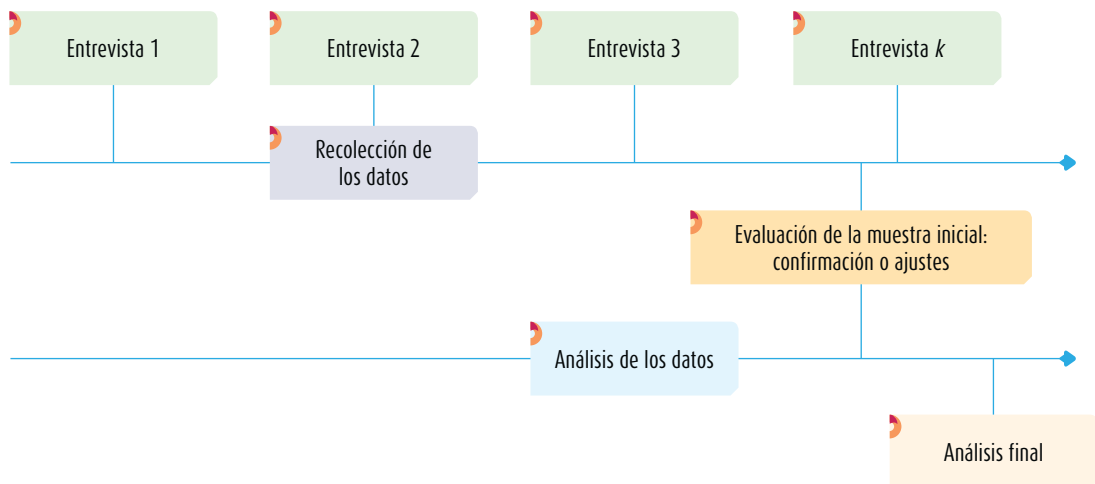 Entrevista 1
Entrevista 2
Entrevista 3
Entrevista k
Recolección de
los datos
Evaluación de la muestra inicial:
confirmación o ajustes
Análisis de los datos
Análisis final